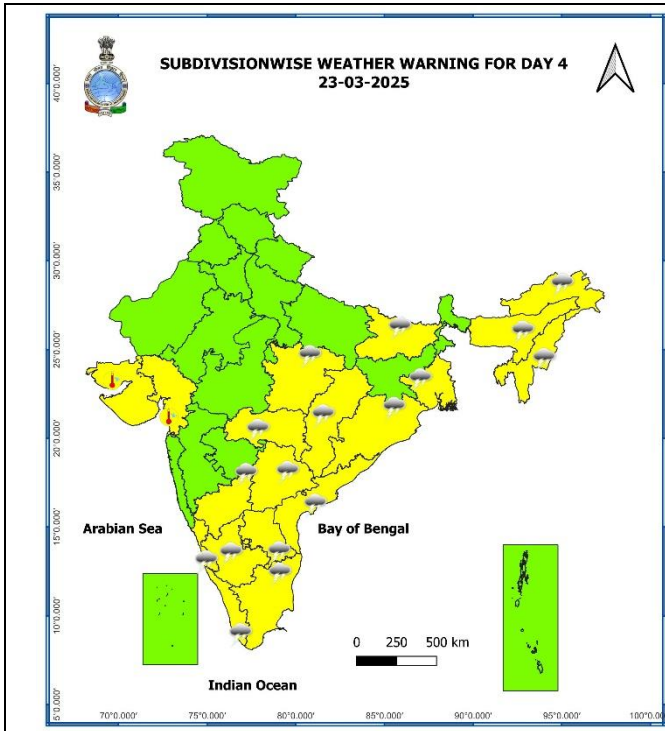 SUBDIVISIONWISE WEATHER WARNING FOR DAY 4
23-03-2025
40°0.000'
35°0.000'
30°0.000'
25°0.000'
20°0.000'
15°0.000'
10°0.000'
5°0.000'
Arabian Sea
Bay of Bengal
0 250 500 km
Indian Ocean
70°0.000' 75°0.000' 80°0.000' 85°0.000' 90°0.000' 95°0.000'